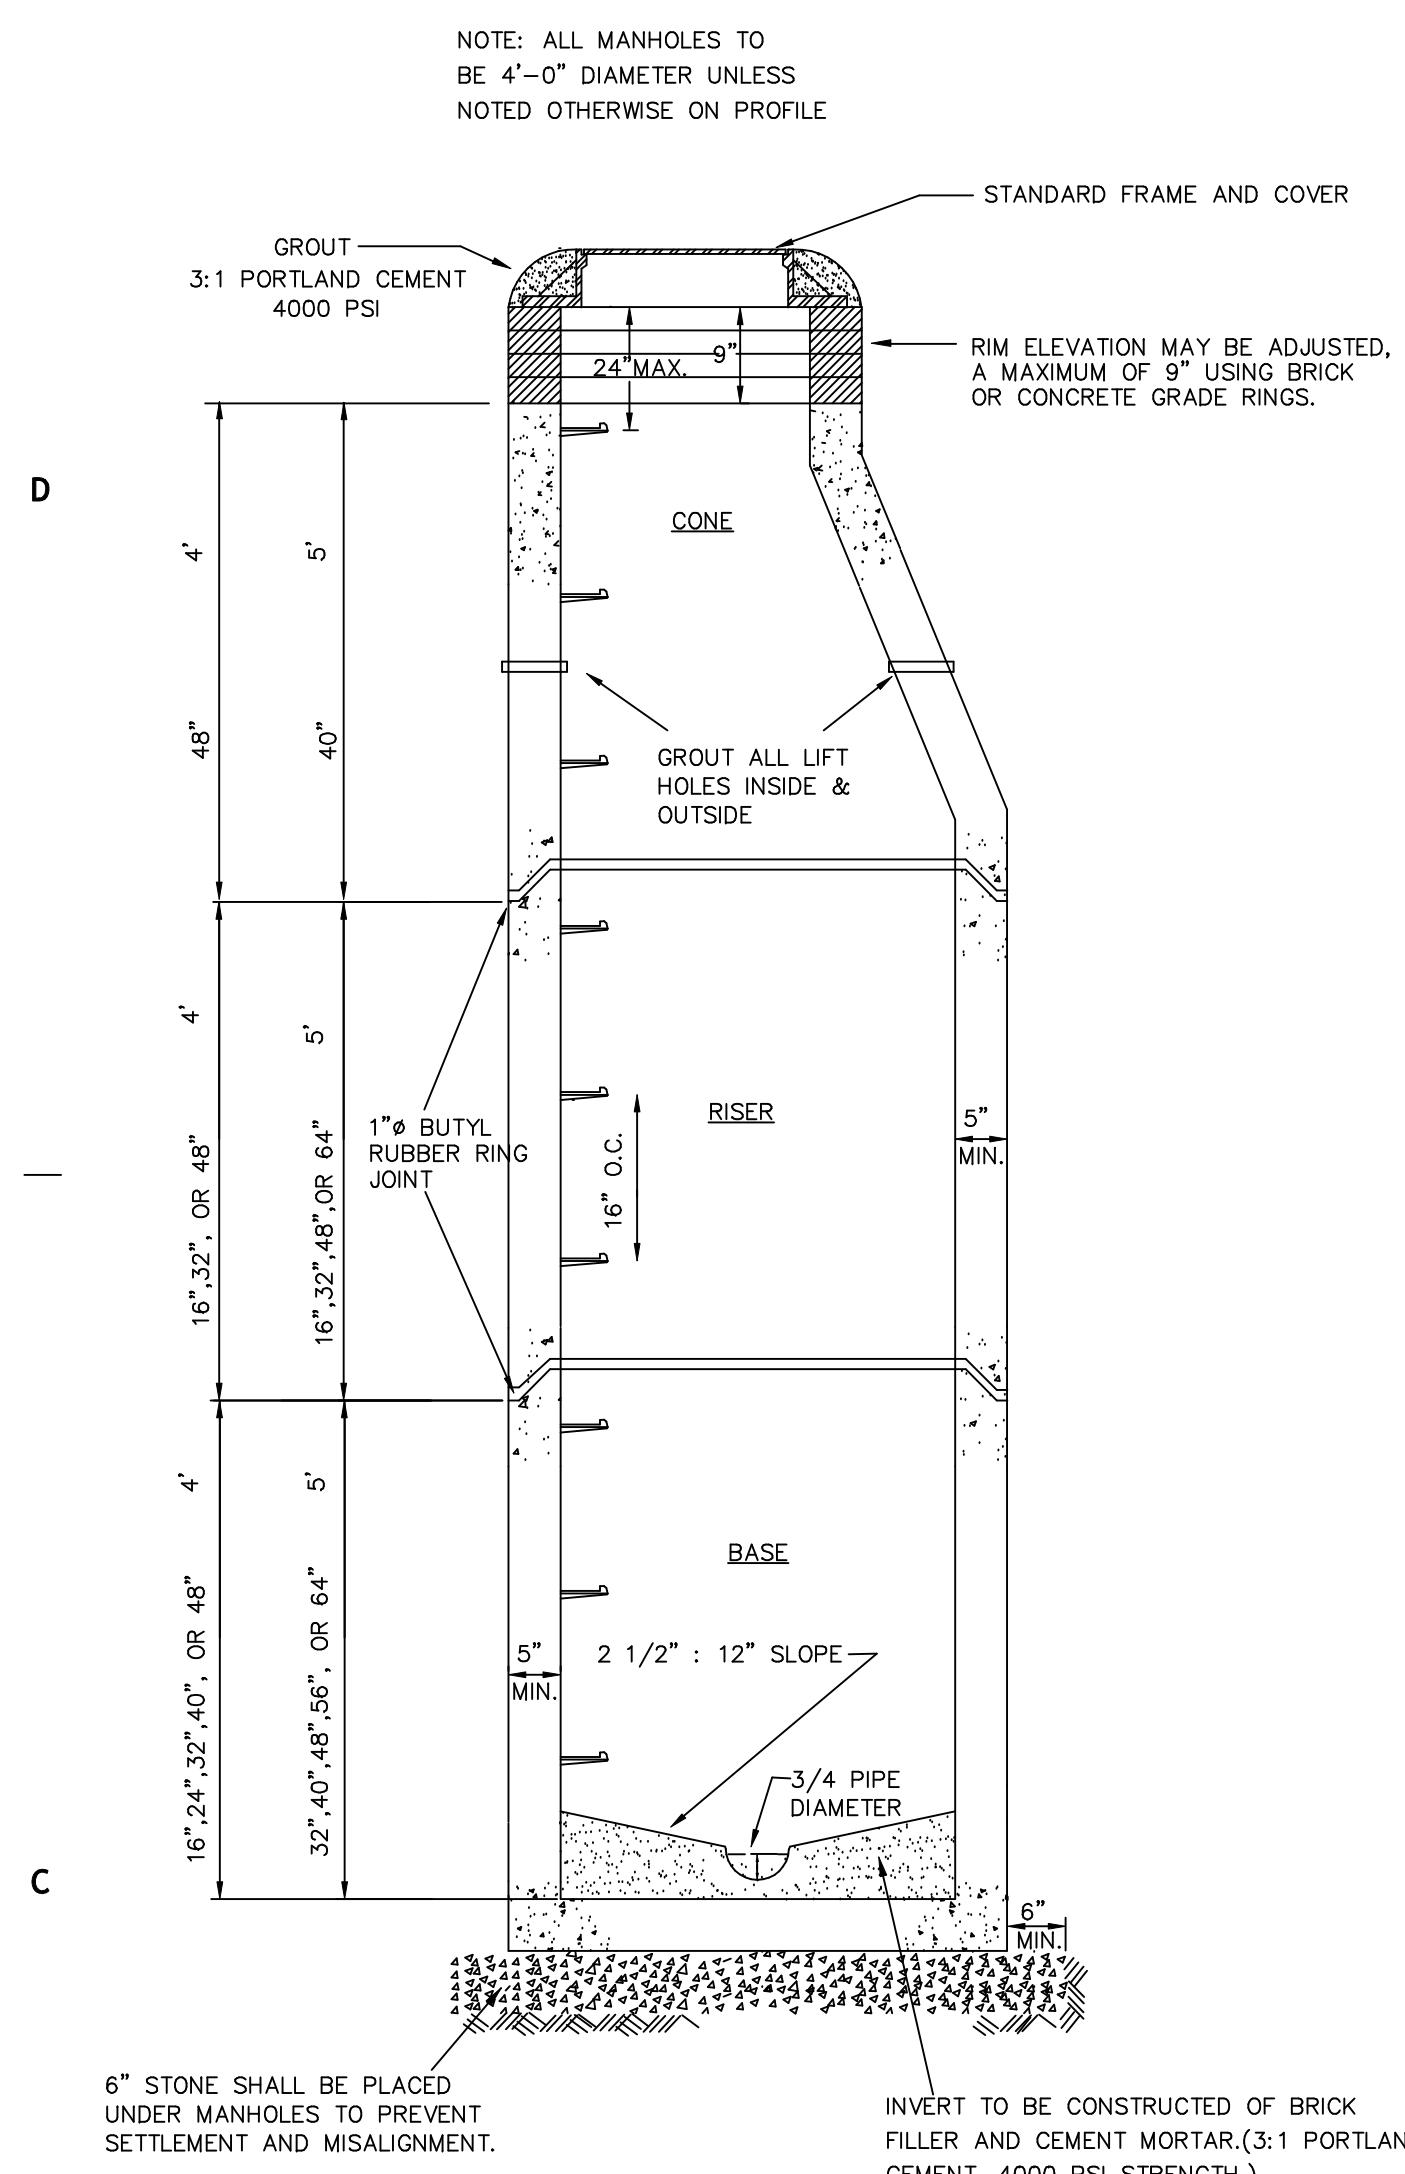 NOTE: ALL MANHOLES TO
BE 4'-0" DIAMETER UNLESS
NOTED OTHERWISE ON PROFILE
STANDARD FRAME AND COVER
GROUT
3:1 PORTLAND CEMENT
4000 PSI
24"MAX.
9"
RIM ELEVATION MAY BE ADJUSTED,
A MAXIMUM OF 9" USING BRICK
OR CONCRETE GRADE RINGS.
D
4'
5'
CONE
48"
40"
GROUT ALL LIFT
HOLES INSIDE &
OUTSIDE
4'
5'
1"ø BUTYL
RUBBER RING
JOINT
RISER
5"
MIN.
16" O.C.
16",32", OR 48"
16",32",48",OR 64"
4'
5'
BASE
16",24",32",40", OR 48"
32",40",48",56", OR 64"
5"
MIN.
2 1/2" : 12" SLOPE
3/4 PIPE
DIAMETER
C
6"
MIN.
6" STONE SHALL BE PLACED
UNDER MANHOLES TO PREVENT
SETTLEMENT AND MISALIGNMENT.
INVERT TO BE CONSTRUCTED OF BRICK
FILLER AND CEMENT MORTAR.(3:1 PORTLAN
CEMENT, 4000 PSI STRENGTH.)